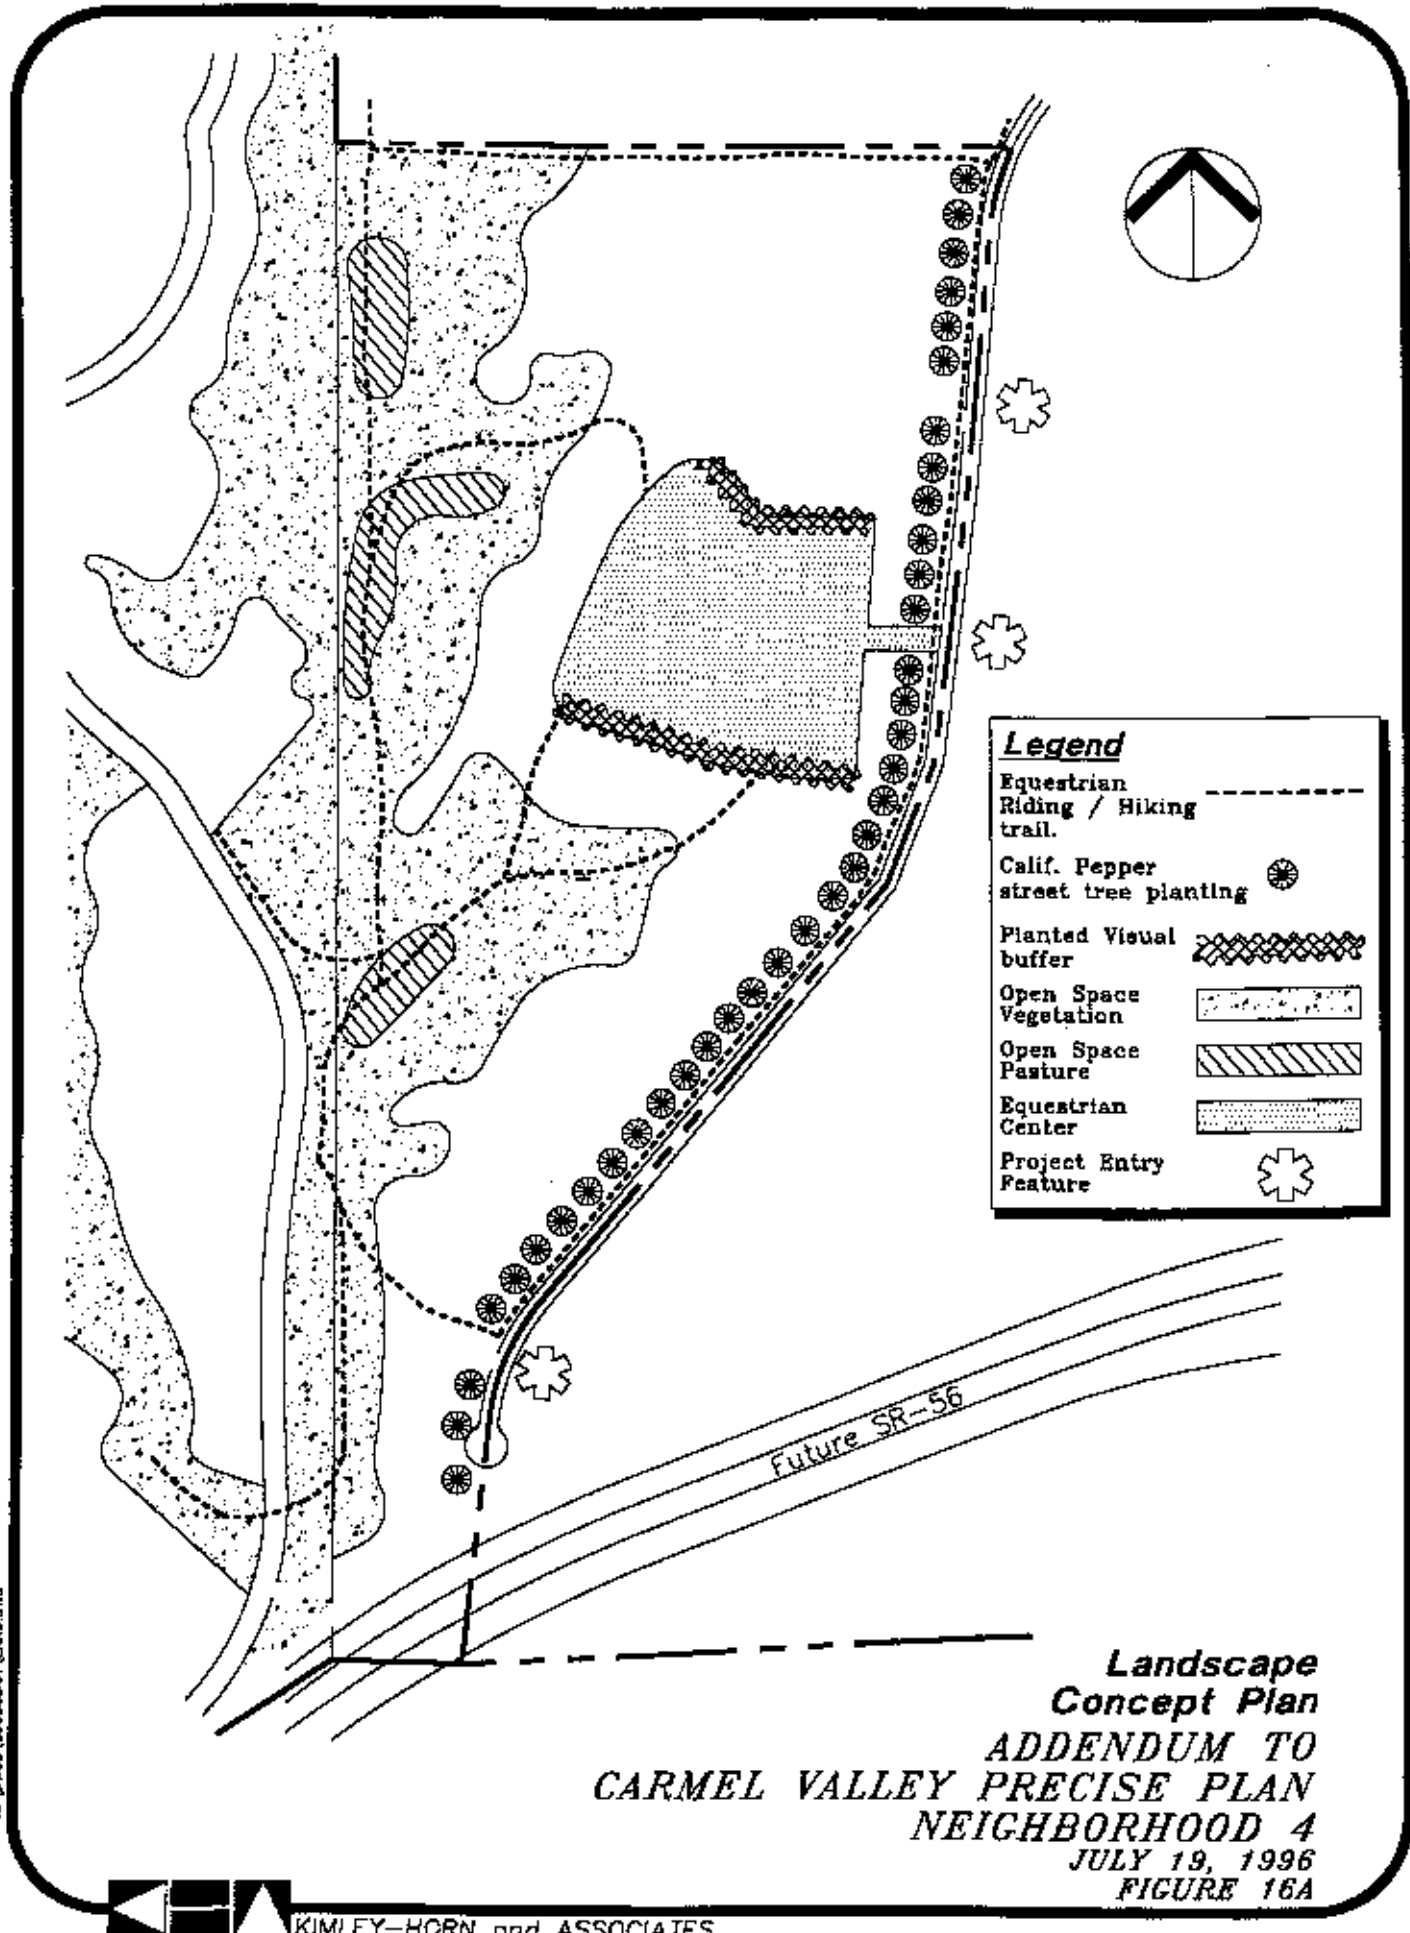 Legend
Equestrian
Riding / Hiking
trail.
Calif. Pepper
street tree planting
Planted Visual
buffer
Open Space
Vegetation
Open Space
Pasture
Equestrian
Center
Project Entry
Feature
Future SR-56
Landscape
Concept Plan
ADDENDUM TO
CARMEL VALLEY PRECISE PLAN
NEIGHBORHOOD 4
JULY 19, 1996
FIGURE 16A
KIMLEY-HORN and ASSOCIATES